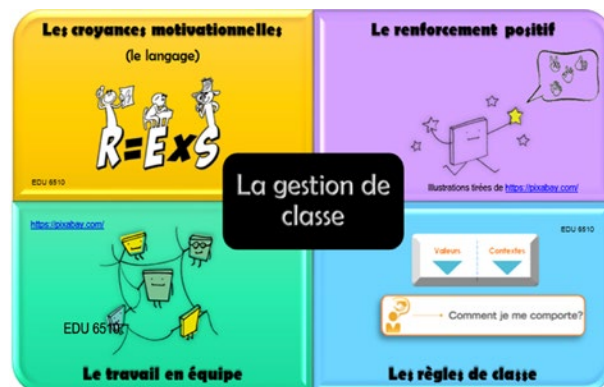 Les croyances motivationnelles
(le langage)
R=ExS
EDU 6510
Le renforcement positif
Illustrations tirées de https://pixabay.com/
La gestion de
classe
https://pixabay.com/
EDU 6510
Le travail en équipe
EDU 6510
Valeurs
Contextes
Comment je me comporte?
Les règles de classe